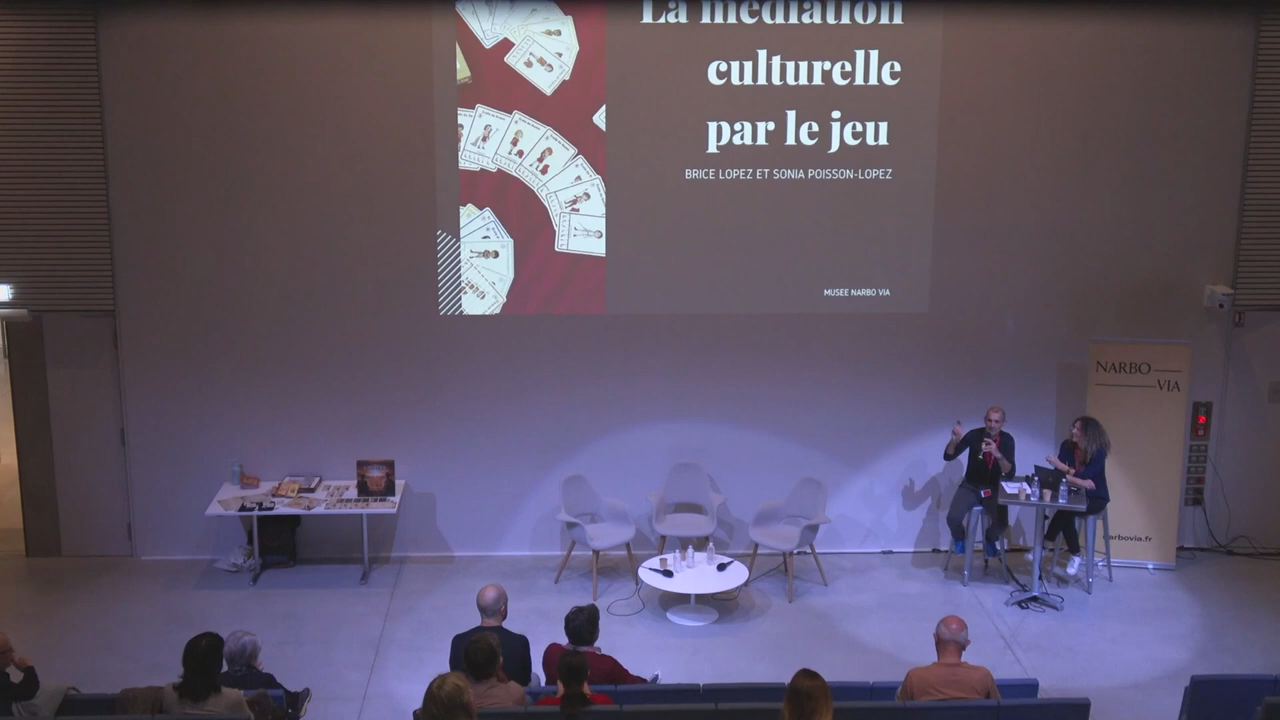 La médiation
culturelle
par le jeu
BRICE LOPEZ ET SONIA POISSON-LOPEZ
MUSEE NARBO VIA
NARBO
VIA
narbovia.fr